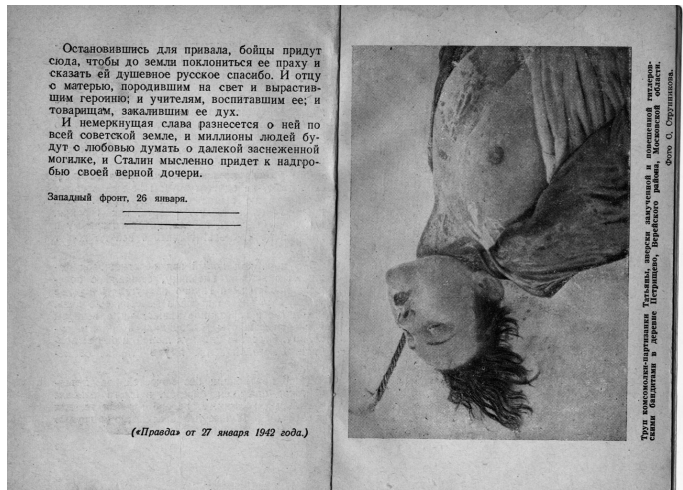 Остановившись для привала, бойцы придут
сюда, чтобы до земли поклониться ее праху и
сказать ей душевное русское спасибо. И отцу
с матерью, породившим на свет и вырастив-
шим героиню; и учителям, воспитавшим ее; и
товарищам, закалившим ее дух.
И немеркнущая слава разнесется о ней по
всей советской земле, и миллионы людей бу-
дут с любовью думать о далекой заснеженной
могилке, и Сталин мысленно придет к надгро-
бью своей верной дочери.
Западный фронт, 26 января.
(«Правда» от 27 января 1942 года.)
Труп комсомолки-партизанки Татьяны, зверски замученной и повешенной гитлеров-
скими бандитами в деревне Петрищево, Верейского района, Московской области.
Фото С. Струнникова.